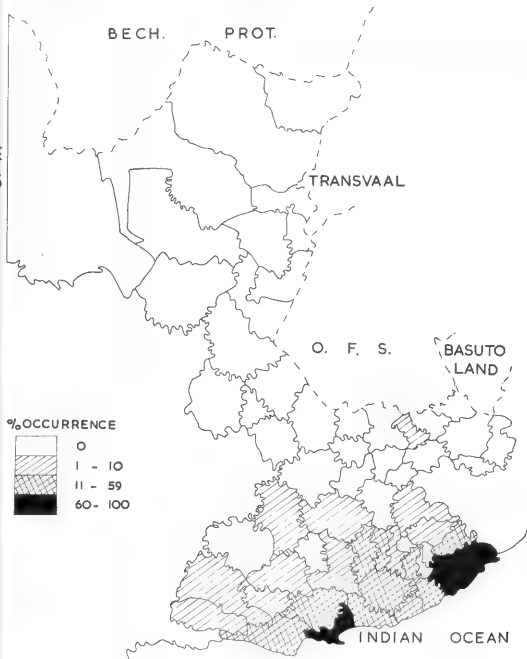 BECH. PROT.
TRANSVAAL
O. F. S.
BASUTO
LAND
% OCCURRENCE
0
1 - 10
11 - 59
60 - 100
INDIAN OCEAN